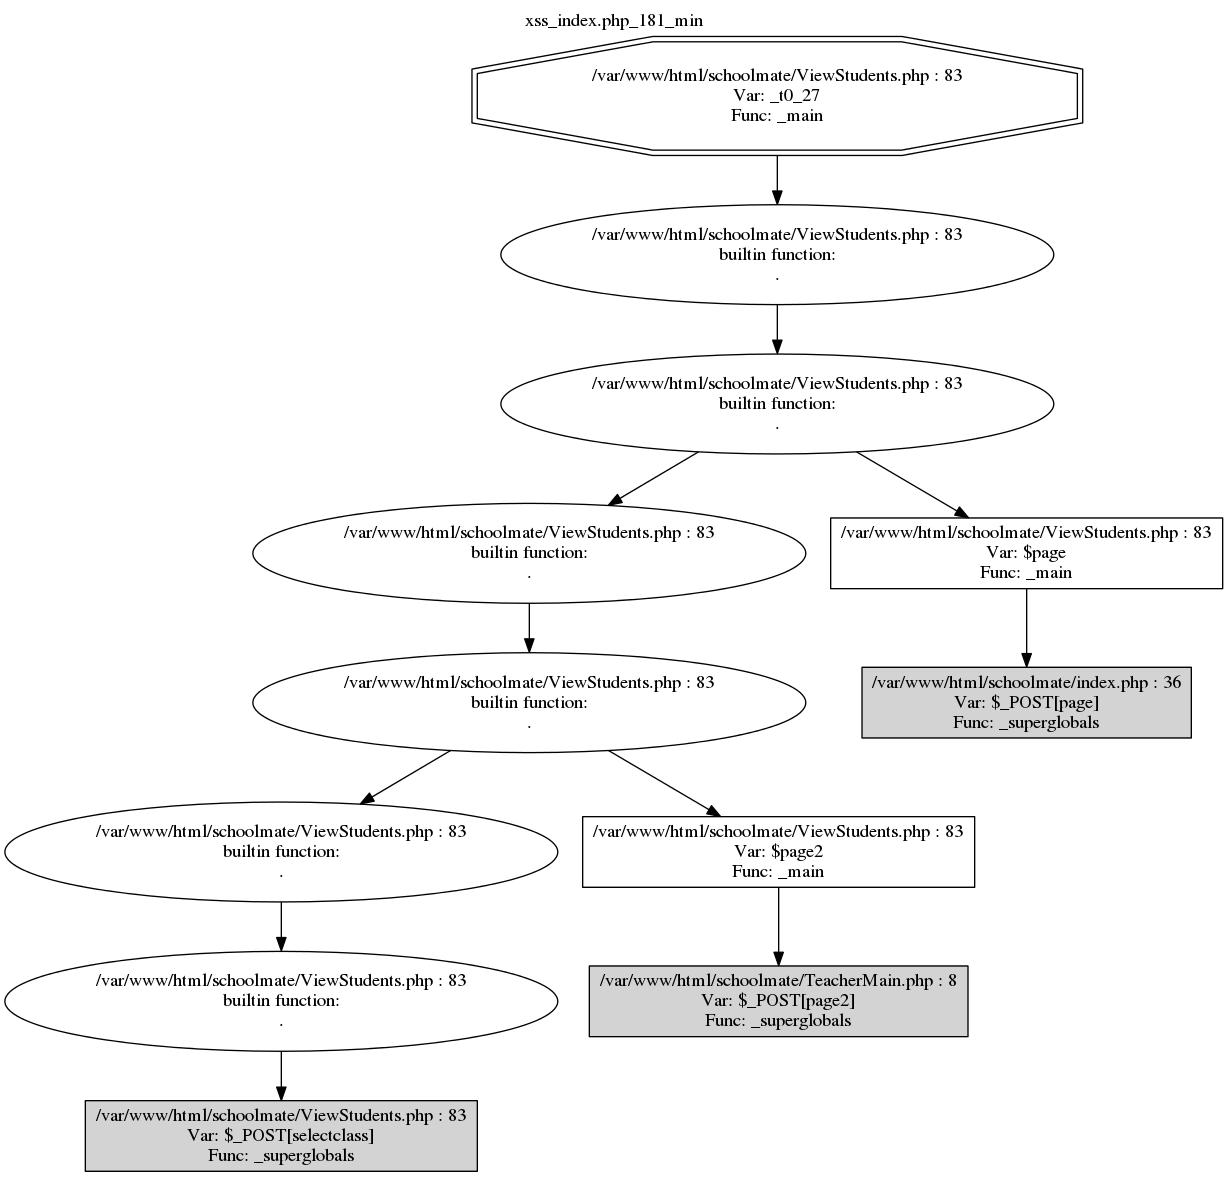 xss_index.php_181_min
/var/www/html/schoolmate/ViewStudents.php : 83
Var: _t0_27
Func: _main
/var/www/html/schoolmate/ViewStudents.php : 83
builtin function:
.
/var/www/html/schoolmate/ViewStudents.php : 83
builtin function:
.
/var/www/html/schoolmate/ViewStudents.php : 83
builtin function:
.
/var/www/html/schoolmate/ViewStudents.php : 83
Var: $page
Func: _main
/var/www/html/schoolmate/ViewStudents.php : 83
builtin function:
.
/var/www/html/schoolmate/index.php : 36
Var: $_POST[page]
Func: _superglobals
/var/www/html/schoolmate/ViewStudents.php : 83
builtin function:
.
/var/www/html/schoolmate/ViewStudents.php : 83
Var: $page2
Func: _main
/var/www/html/schoolmate/ViewStudents.php : 83
builtin function:
.
/var/www/html/schoolmate/TeacherMain.php : 8
Var: $_POST[page2]
Func: _superglobals
/var/www/html/schoolmate/ViewStudents.php : 83
Var: $_POST[selectclass]
Func: _superglobals